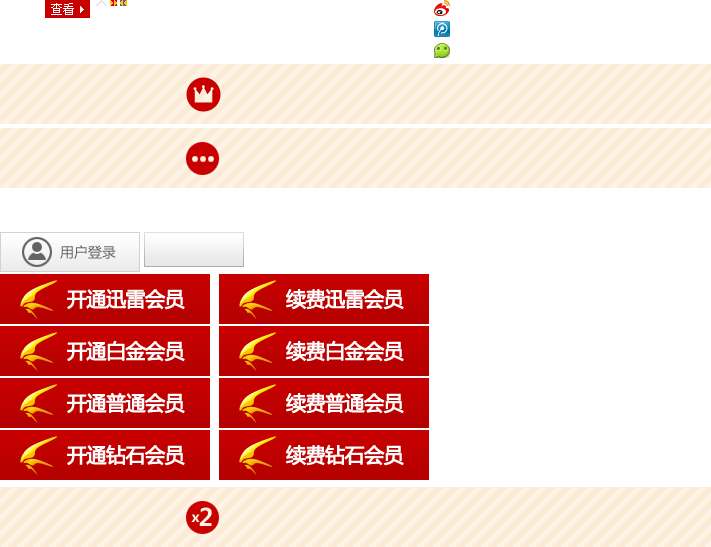 查看
用户登录
开通迅雷会员 续费迅雷会员
开通白金会员 续费白金会员
开通普通会员 续费普通会员
开通钻石会员 续费钻石会员
x2